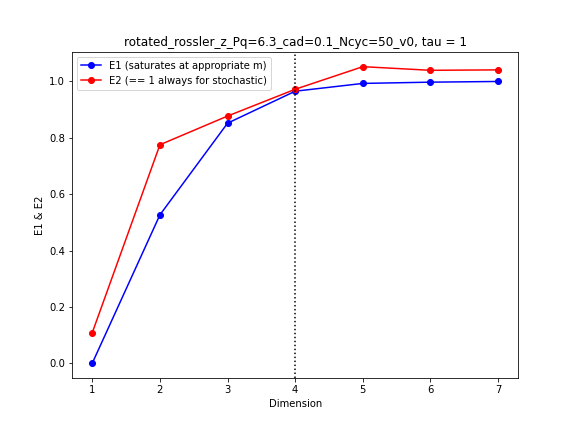 rotated_rossler_z_Pq=6.3_cad=0.1_Ncyc=50_v0, tau = 1
E1 (saturates at appropriate m)
E2 (== 1 always for stochastic)
1.0
0.8
0.6
0.4
0.2
0.0
E1 & E2
1 2 3 4 5 6 7
Dimension